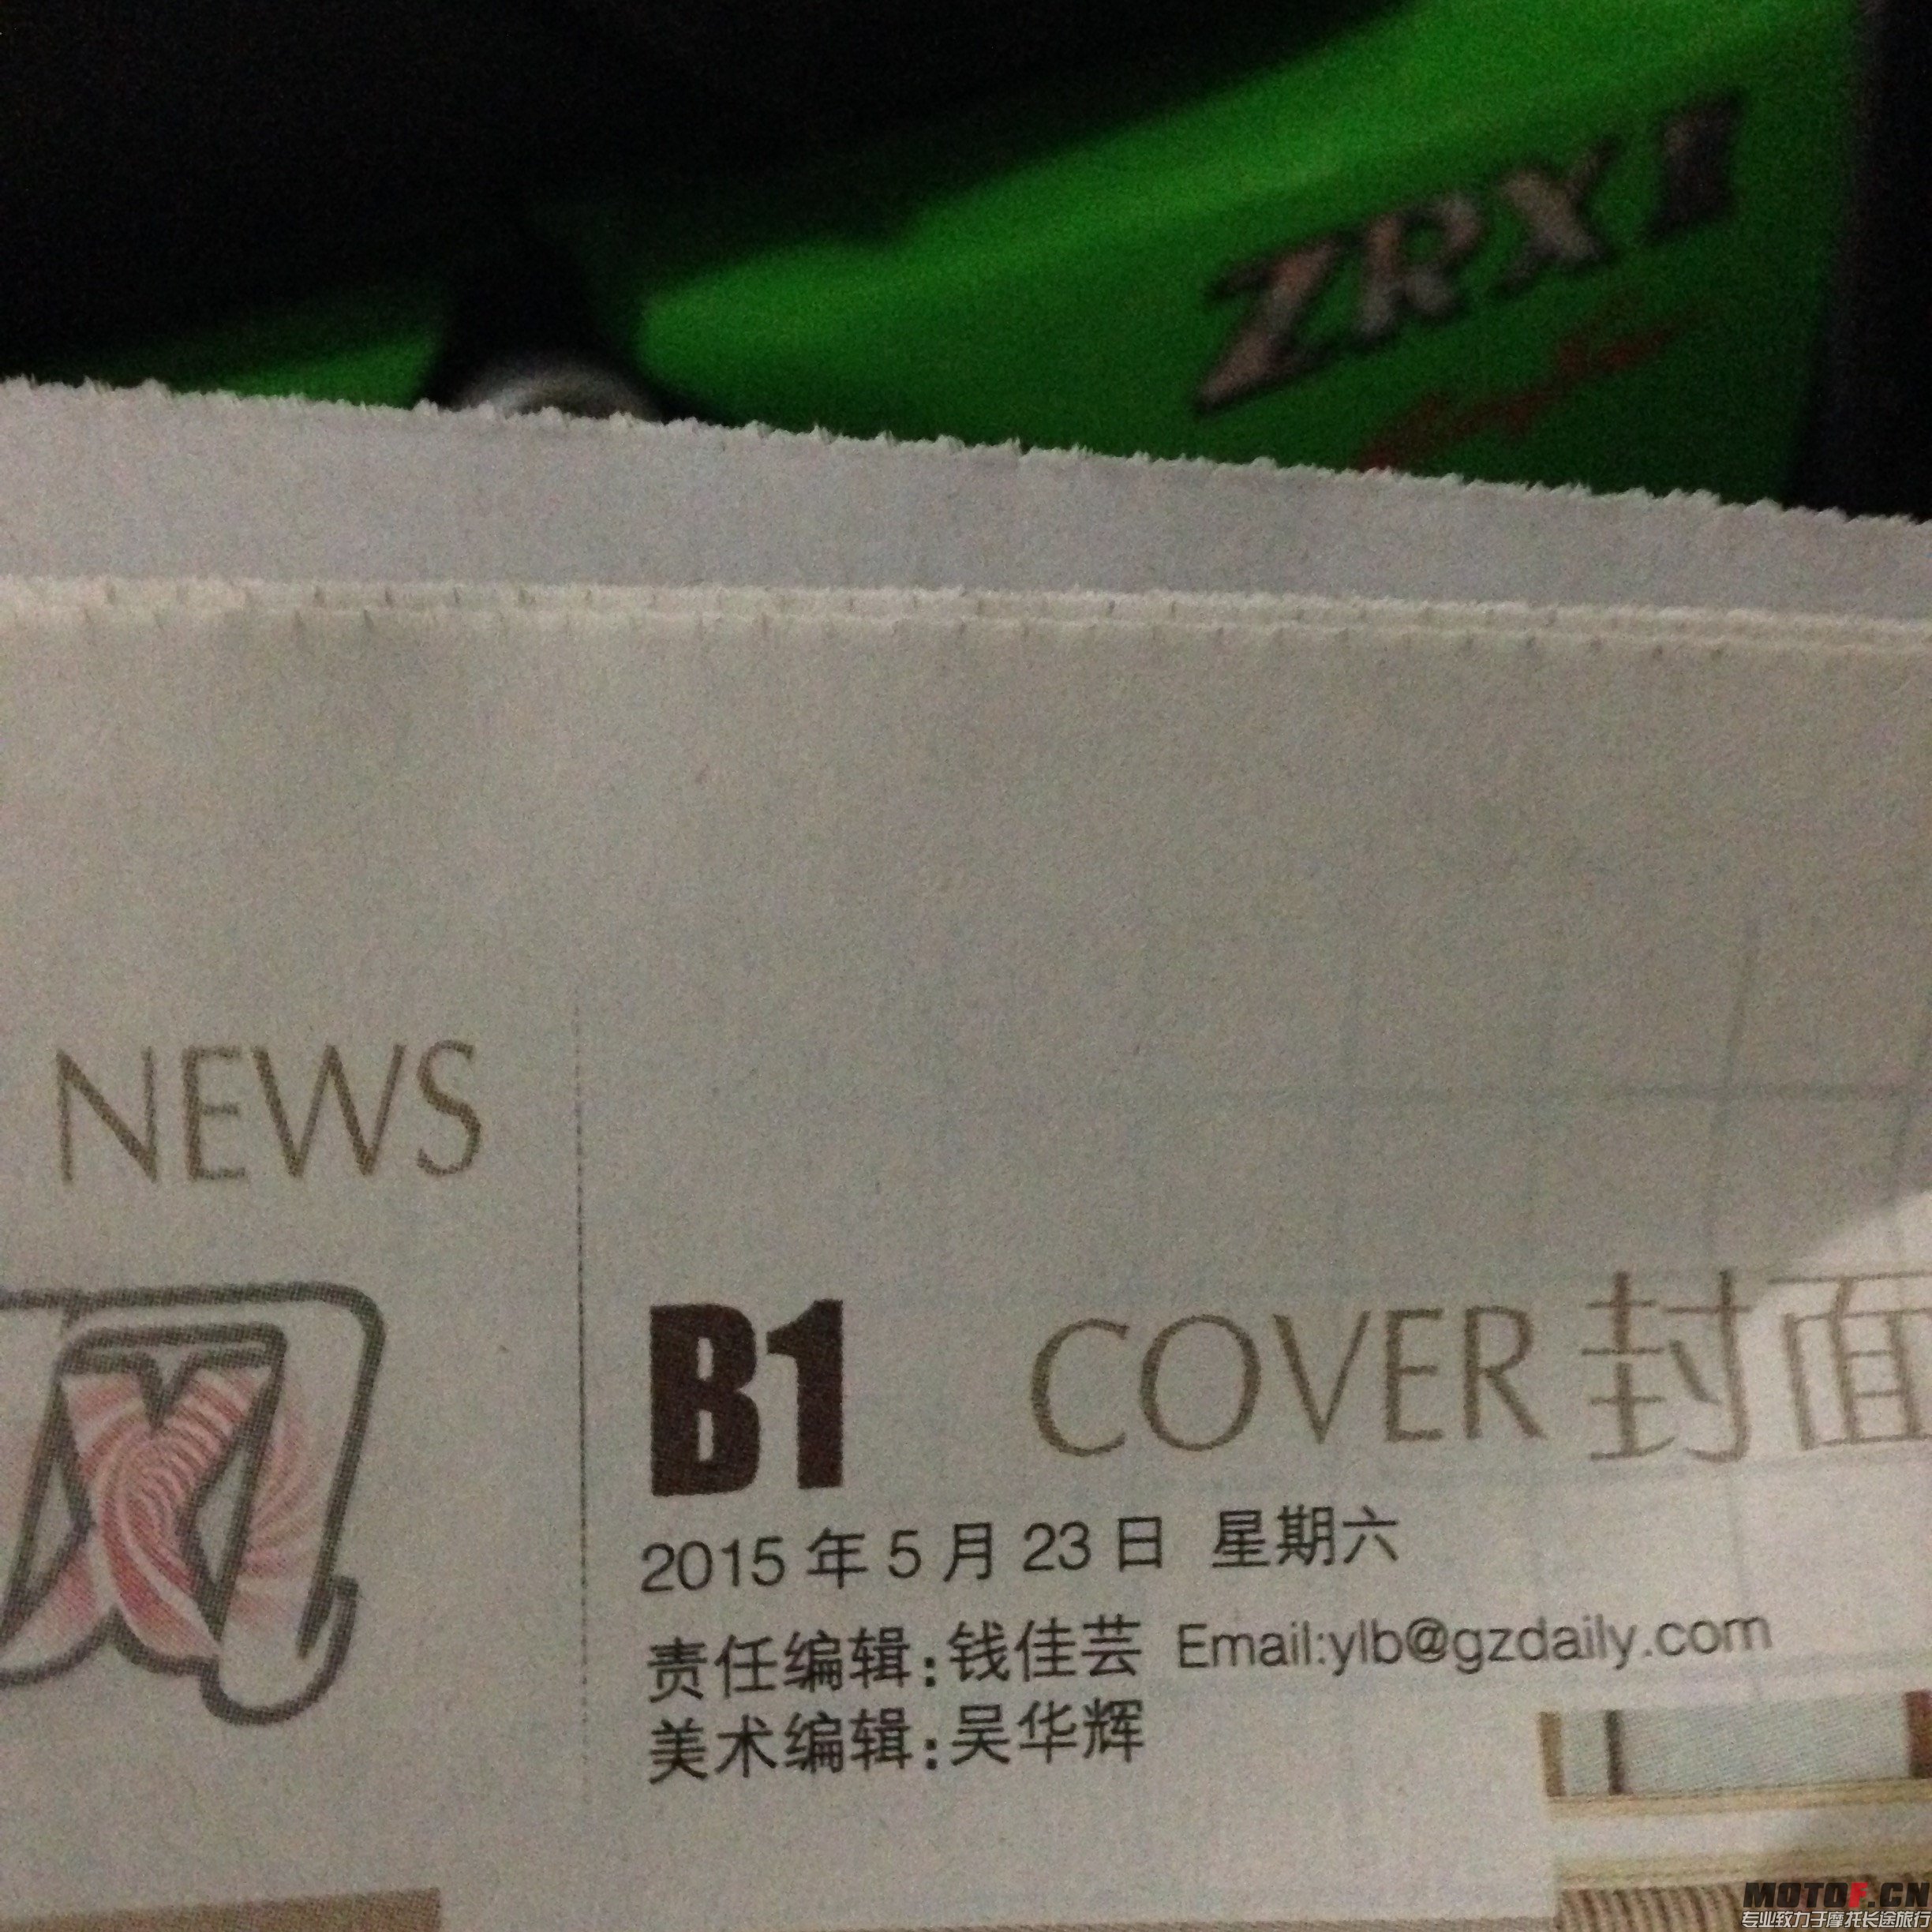 ZRX II
NEWS
风
B1 COVER 封面
2015 年 5 月 23 日 星期六
责任编辑:钱佳芸 Email:ylb@gzdaily.com
美术编辑:吴华辉
MOTOF.CN
专业致力于摩托长途旅行